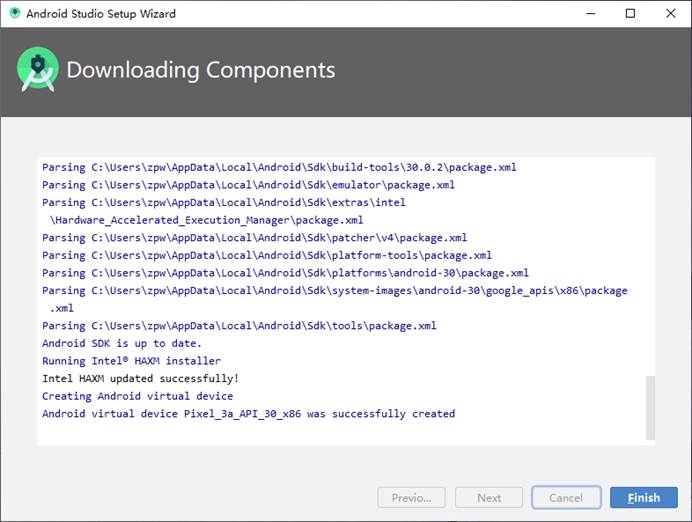 Android Studio Setup Wizard
Downloading Components
Parsing C:\Users\zpw\AppData\Local\Android\Sdk\build-tools\30.0.2\package.xml
Parsing C:\Users\zpw\AppData\Local\Android\Sdk\emulator\package.xml
Parsing C:\Users\zpw\AppData\Local\Android\Sdk\extras\intel
\Hardware_Accelerated_Execution_Manager\package.xml
Parsing C:\Users\zpw\AppData\Local\Android\Sdk\patcher\v4\package.xml
Parsing C:\Users\zpw\AppData\Local\Android\Sdk\platform-tools\package.xml
Parsing C:\Users\zpw\AppData\Local\Android\Sdk\platforms\android-30\package.xml
Parsing C:\Users\zpw\AppData\Local\Android\Sdk\system-images\android-30\google_apis\x86\package
.xml
Parsing C:\Users\zpw\AppData\Local\Android\Sdk\tools\package.xml
Android SDK is up to date.
Running Intel® HAXM installer
Intel HAXM updated successfully!
Creating Android virtual device
Android virtual device Pixel_3a_API_30_x86 was successfully created
Previo... Next Cancel Finish